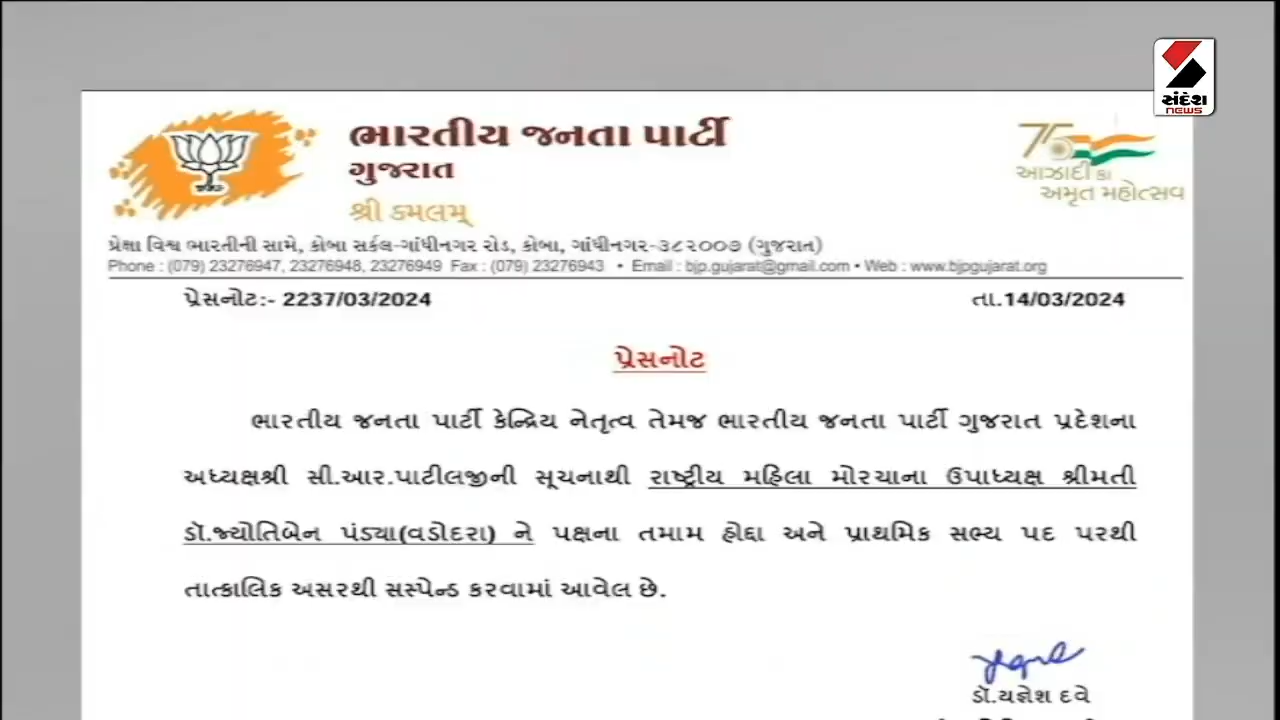 સંદેશ
NEWS
ભારતીય જનતા પાર્ટી
ગુજરાત
શ્રી કમલમ્
75
આઝાદી કા
અમૃત મહોત્સવ
પ્રેક્ષા વિશ્વ ભારતીની સામે, કોબા સર્કલ-ગાંધીનગર રોડ, કોબા, ગાંધીનગર-૩૮૨૦૦૭ (ગુજરાત)
Phone : (079) 23276947, 23276948, 23276949 Fax : (079) 23276943 • Email : bjp.gujarat@gmail.com • Web : www.bjpgujarat.org
પ્રેસનોટ:- 2237/03/2024 તા.14/03/2024
પ્રેસનોટ
ભારતીય જનતા પાર્ટી કેન્દ્રિય નેતૃત્વ તેમજ ભારતીય જનતા પાર્ટી ગુજરાત પ્રદેશના
અધ્યક્ષશ્રી સી.આર.પાટીલજીની સૂચનાથી રાષ્ટ્રીય મહિલા મોરચાના ઉપાધ્યક્ષ શ્રીમતી
ડૉ.જ્યોતિબેન પંડ્યા(વડોદરા) ને પક્ષના તમામ હોદ્દા અને પ્રાથમિક સભ્ય પદ પરથી
તાત્કાલિક અસરથી સસ્પેન્ડ કરવામાં આવેલ છે.
ડૉ.યજ્ઞેશ દવે